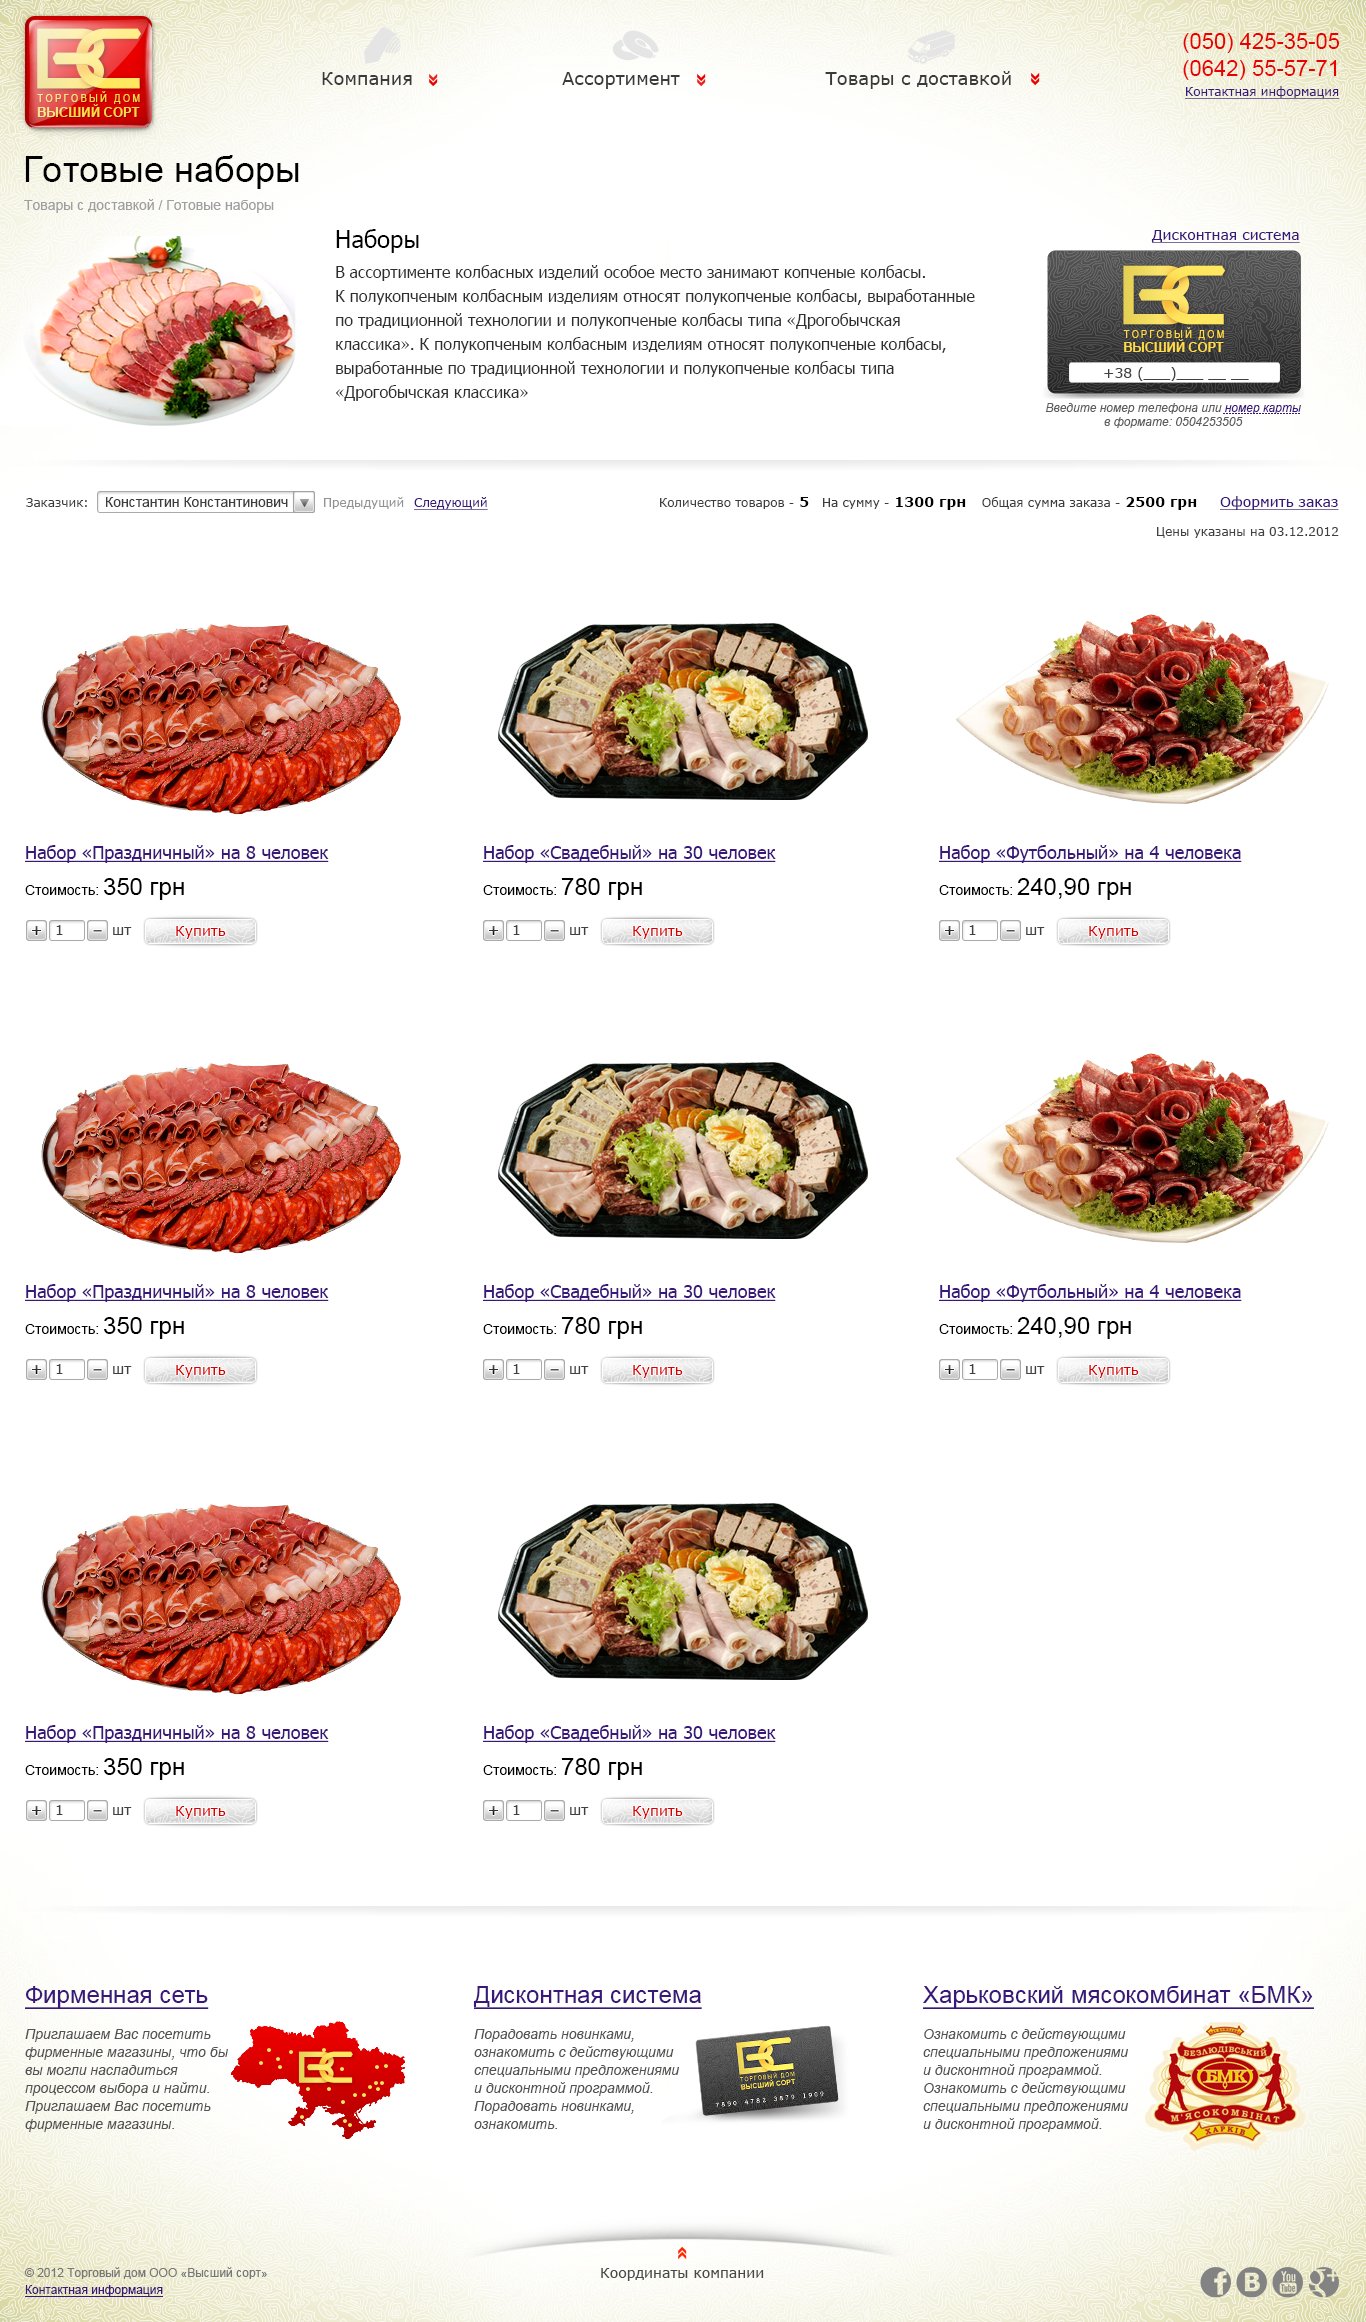 ВС
ТОРГОВЫЙ ДОМ
ВЫСШИЙ СОРТ
Компания
Ассортимент
Товары с доставкой
(050) 425-35-05
(0642) 55-57-71
Контактная информация
Готовые наборы
Товары с доставкой / Готовые наборы
Наборы
В ассортименте колбасных изделий особое место занимают копченые колбасы.
К полукопченым колбасным изделиям относят полукопченые колбасы, выработанные
по традиционной технологии и полукопченые колбасы типа «Дрогобычская
классика». К полукопченым колбасным изделиям относят полукопченые колбасы,
выработанные по традиционной технологии и полукопченые колбасы типа
«Дрогобычская классика»
Дисконтная система
ВС
ТОРГОВЫЙ ДОМ
ВЫСШИЙ СОРТ
+38 (___)___ __ __
Введите номер телефона или номер карты
в формате: 0504253505
Заказчик: Константин Константинович Предыдущий Следующий
Количество товаров - 5 На сумму - 1300 грн Общая сумма заказа - 2500 грн Оформить заказ
Цены указаны на 03.12.2012
Набор «Праздничный» на 8 человек
Стоимость: 350 грн
+ 1 – шт Купить
Набор «Свадебный» на 30 человек
Стоимость: 780 грн
+ 1 – шт Купить
Набор «Футбольный» на 4 человека
Стоимость: 240,90 грн
+ 1 – шт Купить
Набор «Праздничный» на 8 человек
Стоимость: 350 грн
+ 1 – шт Купить
Набор «Свадебный» на 30 человек
Стоимость: 780 грн
+ 1 – шт Купить
Набор «Футбольный» на 4 человека
Стоимость: 240,90 грн
+ 1 – шт Купить
Набор «Праздничный» на 8 человек
Стоимость: 350 грн
+ 1 – шт Купить
Набор «Свадебный» на 30 человек
Стоимость: 780 грн
+ 1 – шт Купить
Фирменная сеть
Приглашаем Вас посетить
фирменные магазины, что бы
вы могли насладиться
процессом выбора и найти.
Приглашаем Вас посетить
фирменные магазины.
ВС
Дисконтная система
Порадовать новинками,
ознакомить с действующими
специальными предложениями
и дисконтной программой.
Порадовать новинками,
ознакомить.
ВС
ТОРГОВЫЙ ДОМ
ВЫСШИЙ СОРТ
7890 4782 3879 1909
Харьковский мясокомбинат «БМК»
Ознакомить с действующими
специальными предложениями
и дисконтной программой.
Ознакомить с действующими
специальными предложениями
и дисконтной программой.
БЕЗЛЮДІВСЬКИЙ
БМК
М'ЯСОКОМБІНАТ
ХАРКІВ
© 2012 Торговый дом ООО «Высший сорт»
Контактная информация
Координаты компании
f
B
You
Tube
g+